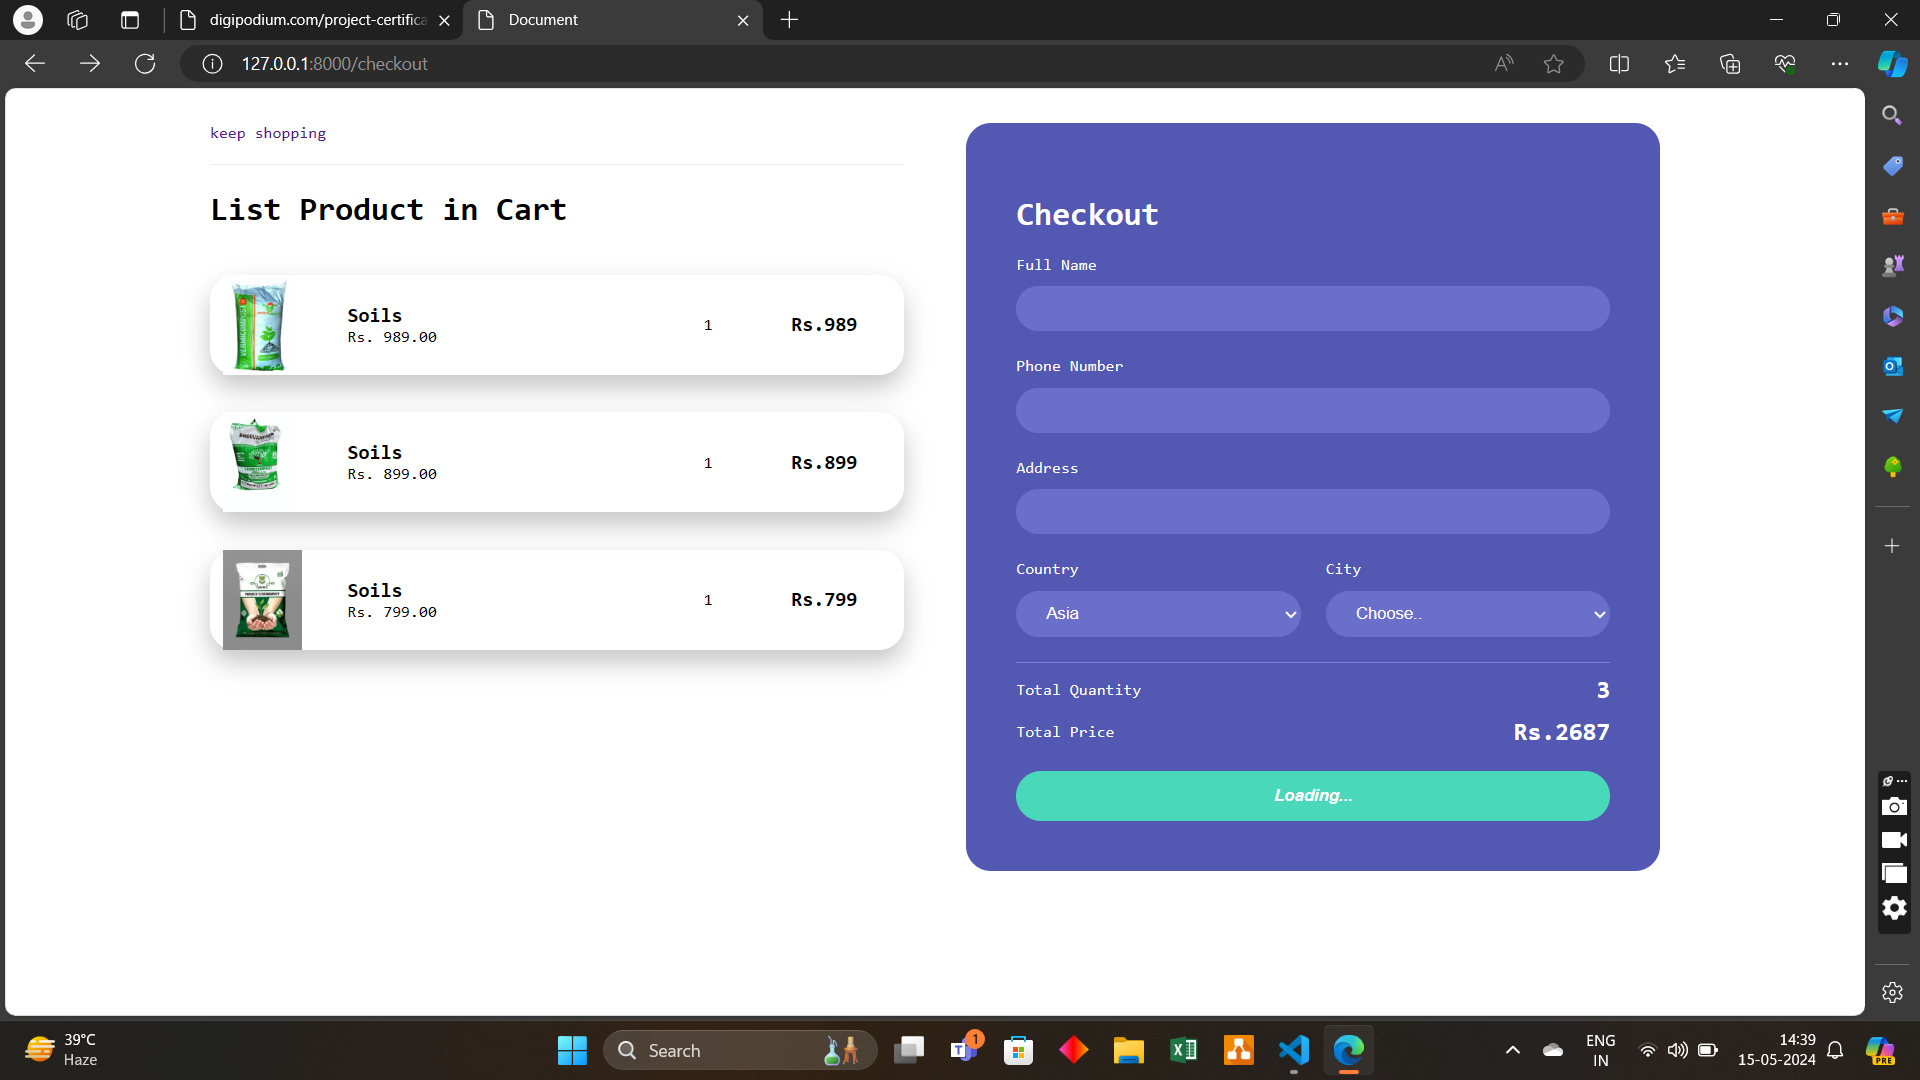 digipodium.com/project-certifica
Document
127.0.0.1:8000/checkout
keep shopping
List Product in Cart
Soils
Rs. 989.00
1
Rs.989
Soils
Rs. 899.00
1
Rs.899
Soils
Rs. 799.00
1
Rs.799
Checkout
Full Name
Phone Number
Address
Country
City
Asia
Choose..
Total Quantity
3
Total Price
Rs.2687
Loading...
39°C
Haze
Search
1
ENG
IN
14:39
15-05-2024
PRE